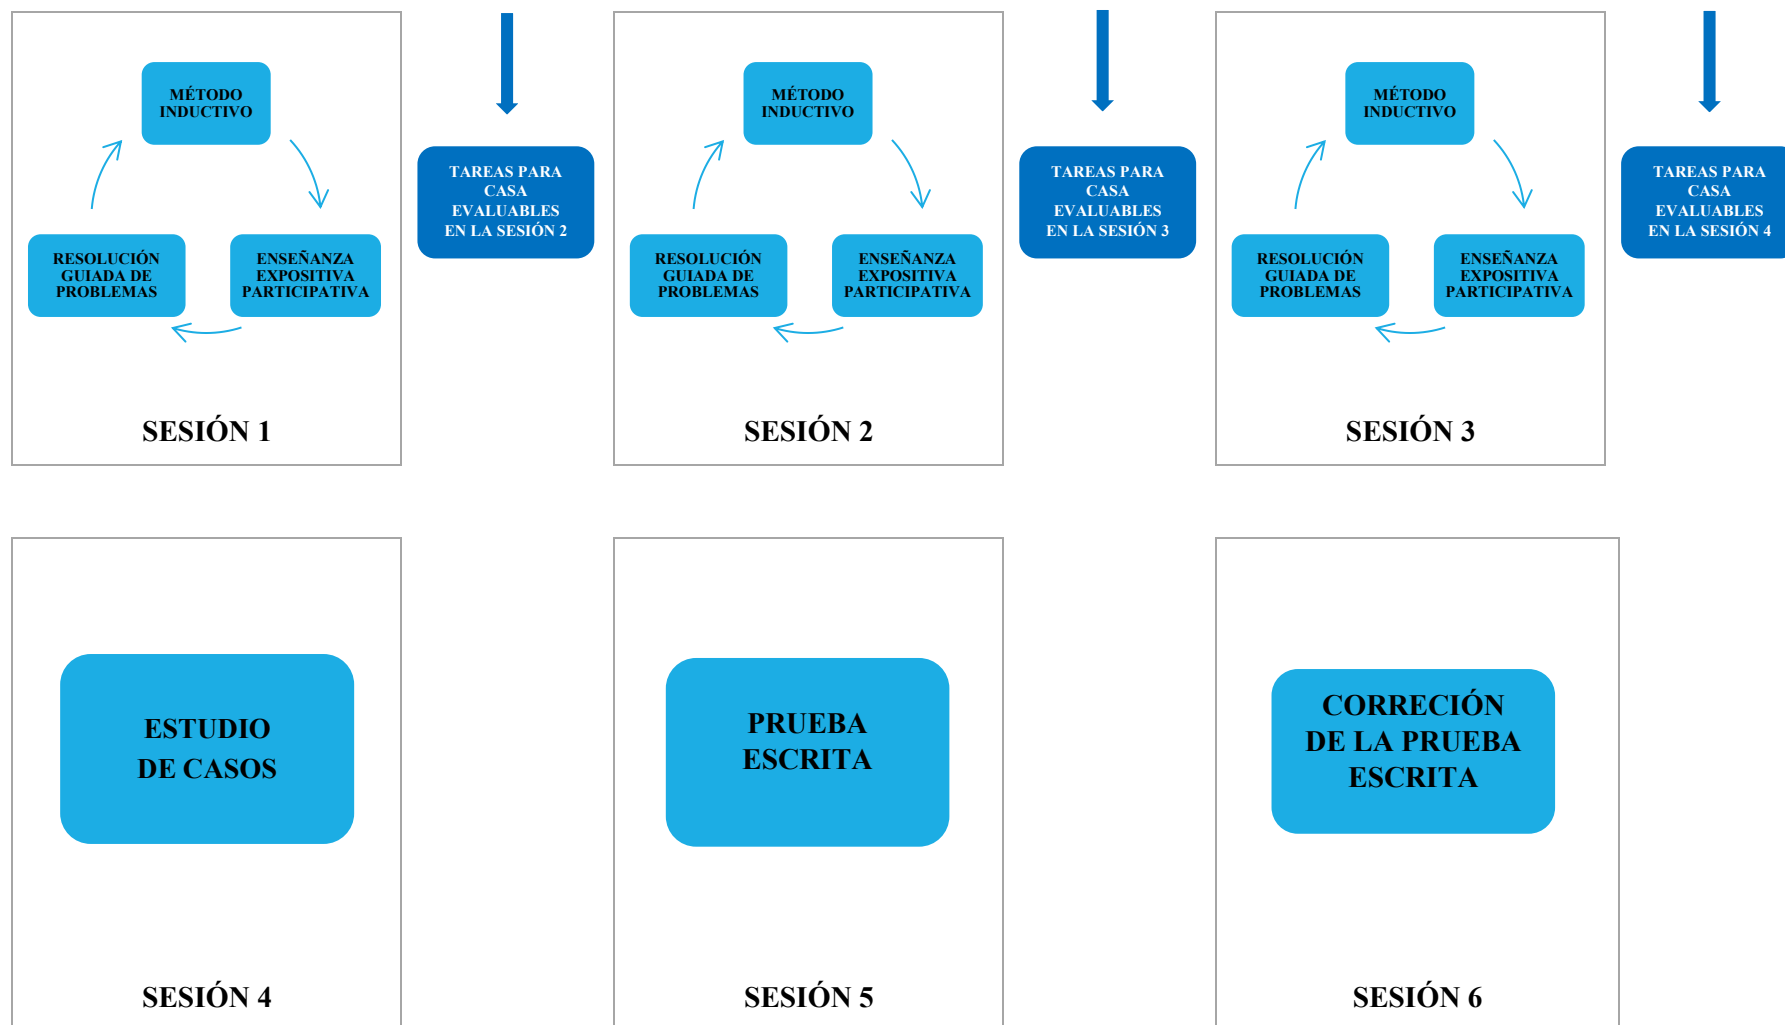 MÉTODO
INDUCTIVO
RESOLUCIÓN
GUIADA DE
PROBLEMAS
ENSEÑANZA
EXPOSITIVA
PARTICIPATIVA
SESIÓN 1
TAREAS PARA
CASA
EVALUABLES
EN LA SESIÓN 2
MÉTODO
INDUCTIVO
RESOLUCIÓN
GUIADA DE
PROBLEMAS
ENSEÑANZA
EXPOSITIVA
PARTICIPATIVA
SESIÓN 2
TAREAS PARA
CASA
EVALUABLES
EN LA SESIÓN 3
MÉTODO
INDUCTIVO
RESOLUCIÓN
GUIADA DE
PROBLEMAS
ENSEÑANZA
EXPOSITIVA
PARTICIPATIVA
SESIÓN 3
TAREAS PARA
CASA
EVALUABLES
EN LA SESIÓN 4
ESTUDIO
DE CASOS
SESIÓN 4
PRUEBA
ESCRITA
SESIÓN 5
CORRECIÓN
DE LA PRUEBA
ESCRITA
SESIÓN 6